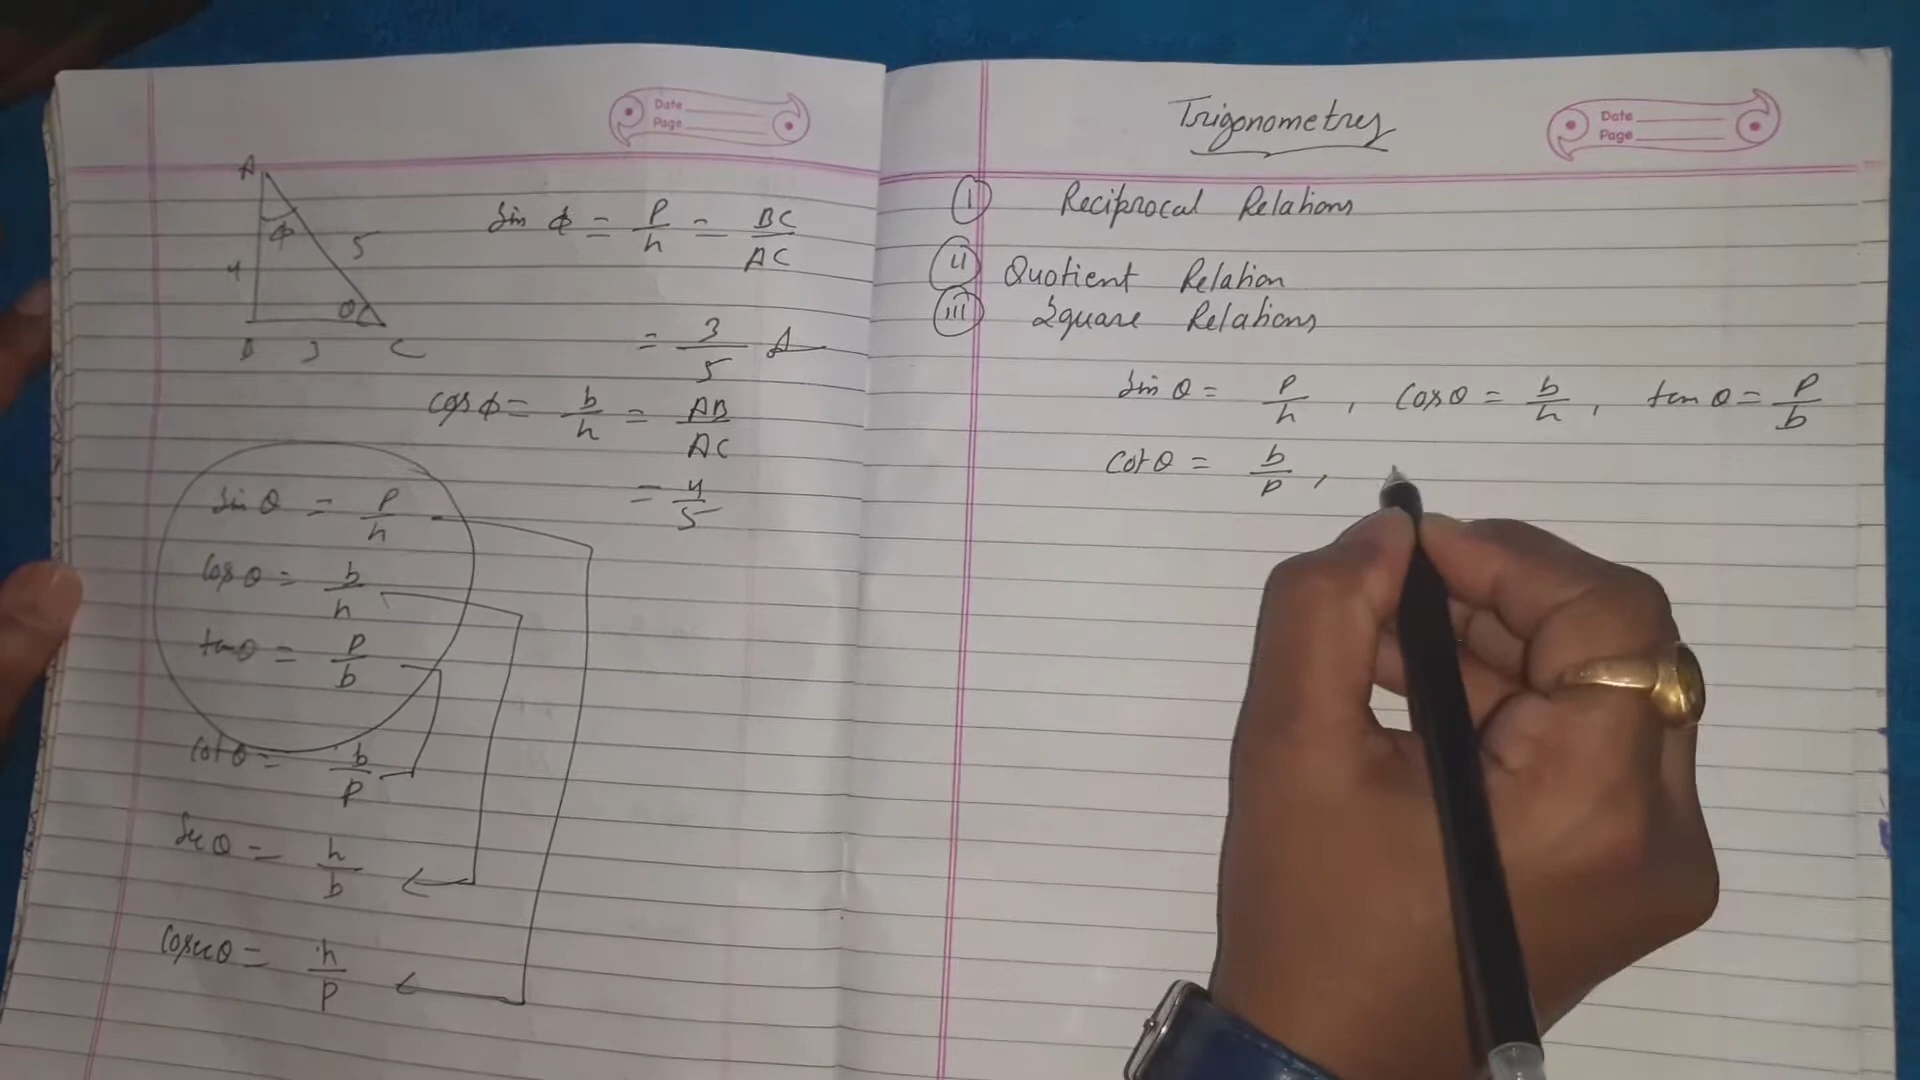 Date
Page
A
Φ
5
4
θ
B 3 C
Sin Φ = P/h = BC/AC
= 3/5
cos Φ = b/h = AB/AC
= 4/5
Sin θ = P/h
Cos θ = b/h
tan θ = P/b
Cot θ = b/P
Sec θ = h/b
Cosec θ = h/P
Trigonometry
Date
Page
(i) Reciprocal Relations
(ii) Quotient Relation
(iii) Square Relations
Sin θ = P/h , Cos θ = b/h , tan θ = P/b
Cot θ = b/P ,